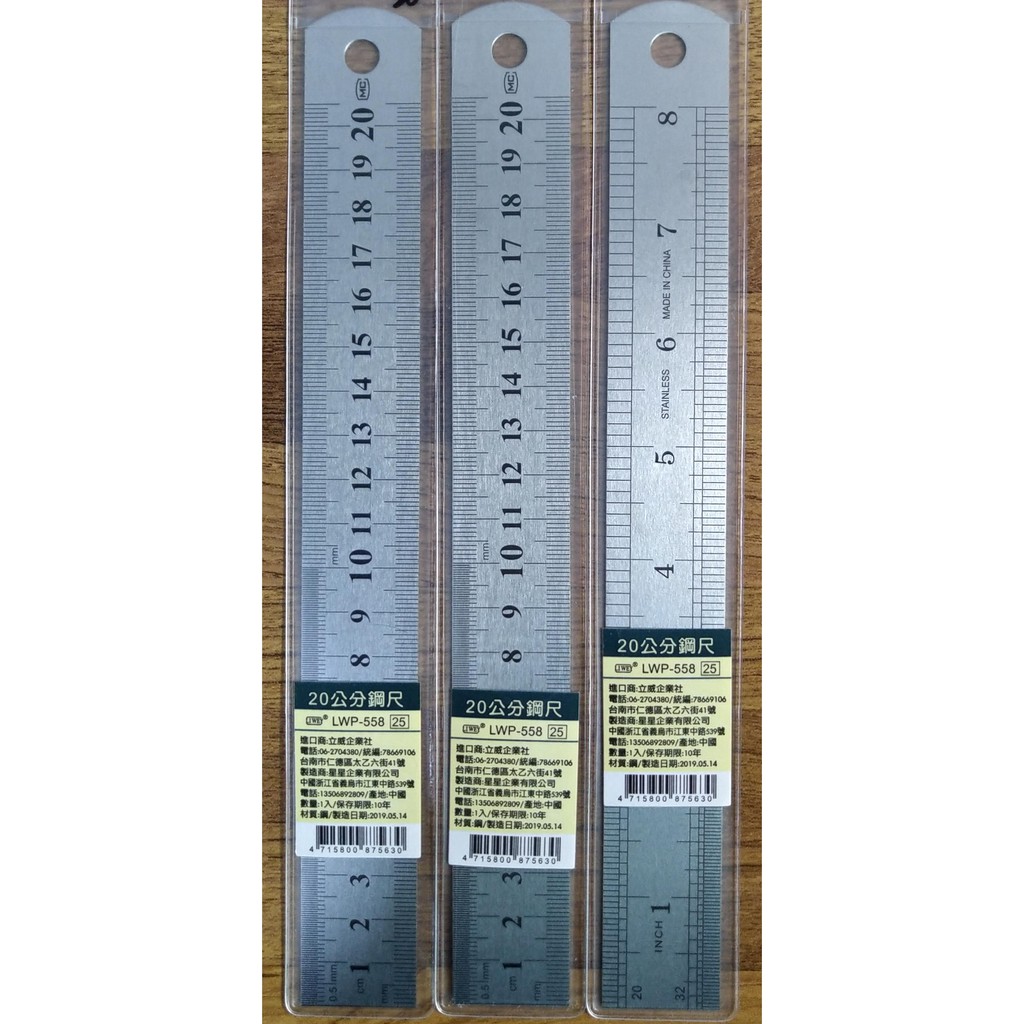 MC
20
19
18
17
16
15
14
13
12
11
10
mm
9
8
20公分鋼尺
JWE® LWP-558 25
進口商:立威企業社
電話:06-2704380/統編:78669106
台南市仁德區太乙六街41號
製造商:星星企業有限公司
中國浙江省義烏市江東中路539號
電話:13506892809/產地:中國
數量:1入/保存期限:10年
材質:鋼/製造日期:2019.05.14
4 715800 875630
3
2
1
0.5 mm
cm
mm
MC
20
19
18
17
16
15
14
13
12
11
10
mm
9
8
20公分鋼尺
JWE® LWP-558 25
進口商:立威企業社
電話:06-2704380/統編:78669106
台南市仁德區太乙六街41號
製造商:星星企業有限公司
中國浙江省義烏市江東中路539號
電話:13506892809/產地:中國
數量:1入/保存期限:10年
材質:鋼/製造日期:2019.05.14
4 715800 875630
3
2
1
0.5 mm
cm
mm
8
7
MADE IN CHINA
6
STAINLESS
5
4
20公分鋼尺
JWE® LWP-558 25
進口商:立威企業社
電話:06-2704380/統編:78669106
台南市仁德區太乙六街41號
製造商:星星企業有限公司
中國浙江省義烏市江東中路539號
電話:13506892809/產地:中國
數量:1入/保存期限:10年
材質:鋼/製造日期:2019.05.14
4 715800 875630
1
INCH
20
32